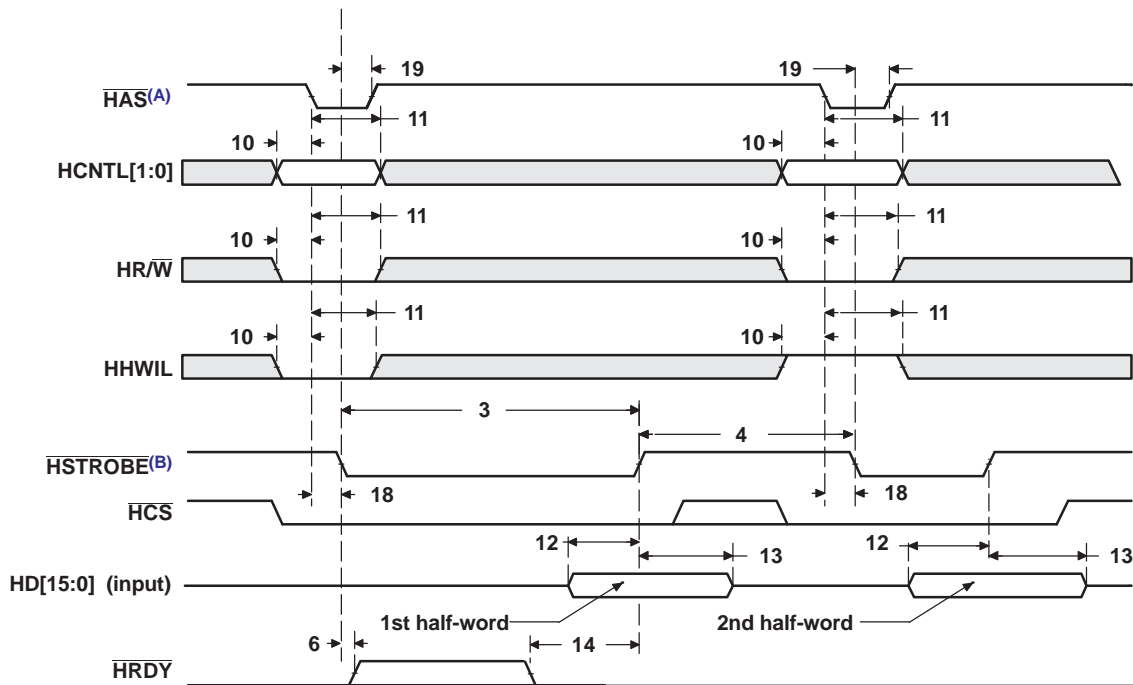 19 19
HAS(A)
11 11
10 10
HCNTL[1:0]
11 11
10 10
HR/W
11 11
10 10
HHWIL
3
4
HSTROBE(B)
18 18
HCS
12 12
13 13
HD[15:0] (input)
1st half-word 2nd half-word
6 14
HRDY